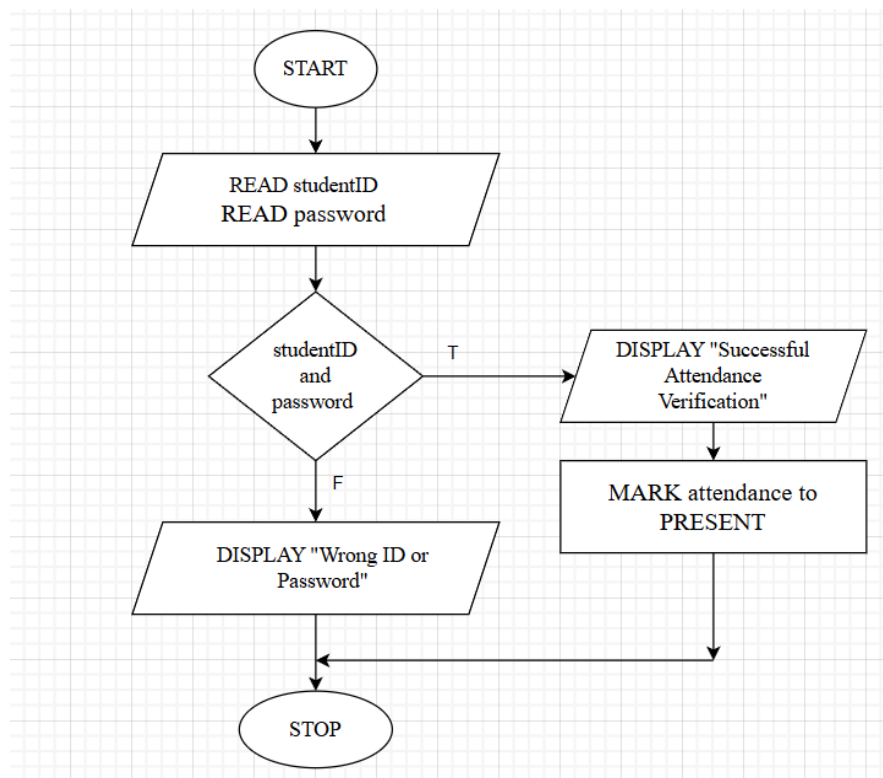 START
READ studentID
READ password
studentID
and
password
T
DISPLAY "Successful
Attendance
Verification"
F
MARK attendance to
PRESENT
DISPLAY "Wrong ID or
Password"
STOP